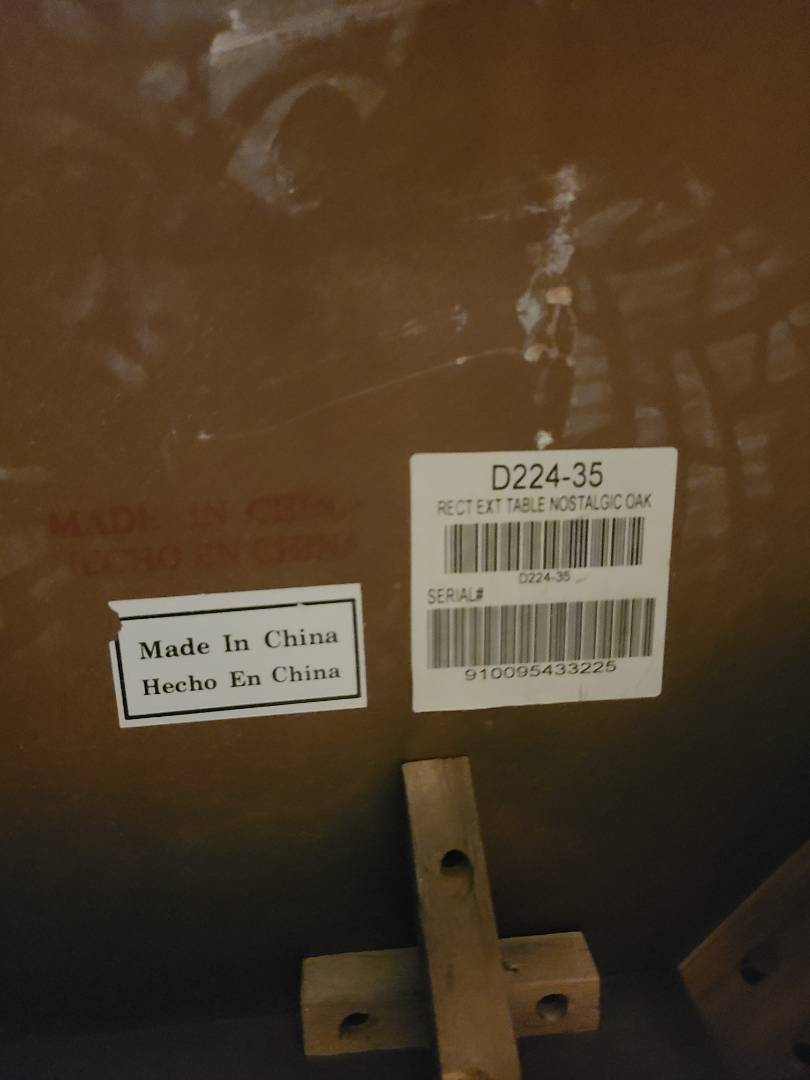 D224-35
RECT EXT TABLE NOSTALGIC OAK
D224-35
SERIAL#
910095433225
MADE IN CHINA
HECHO EN CHINA
Made In China
Hecho En China